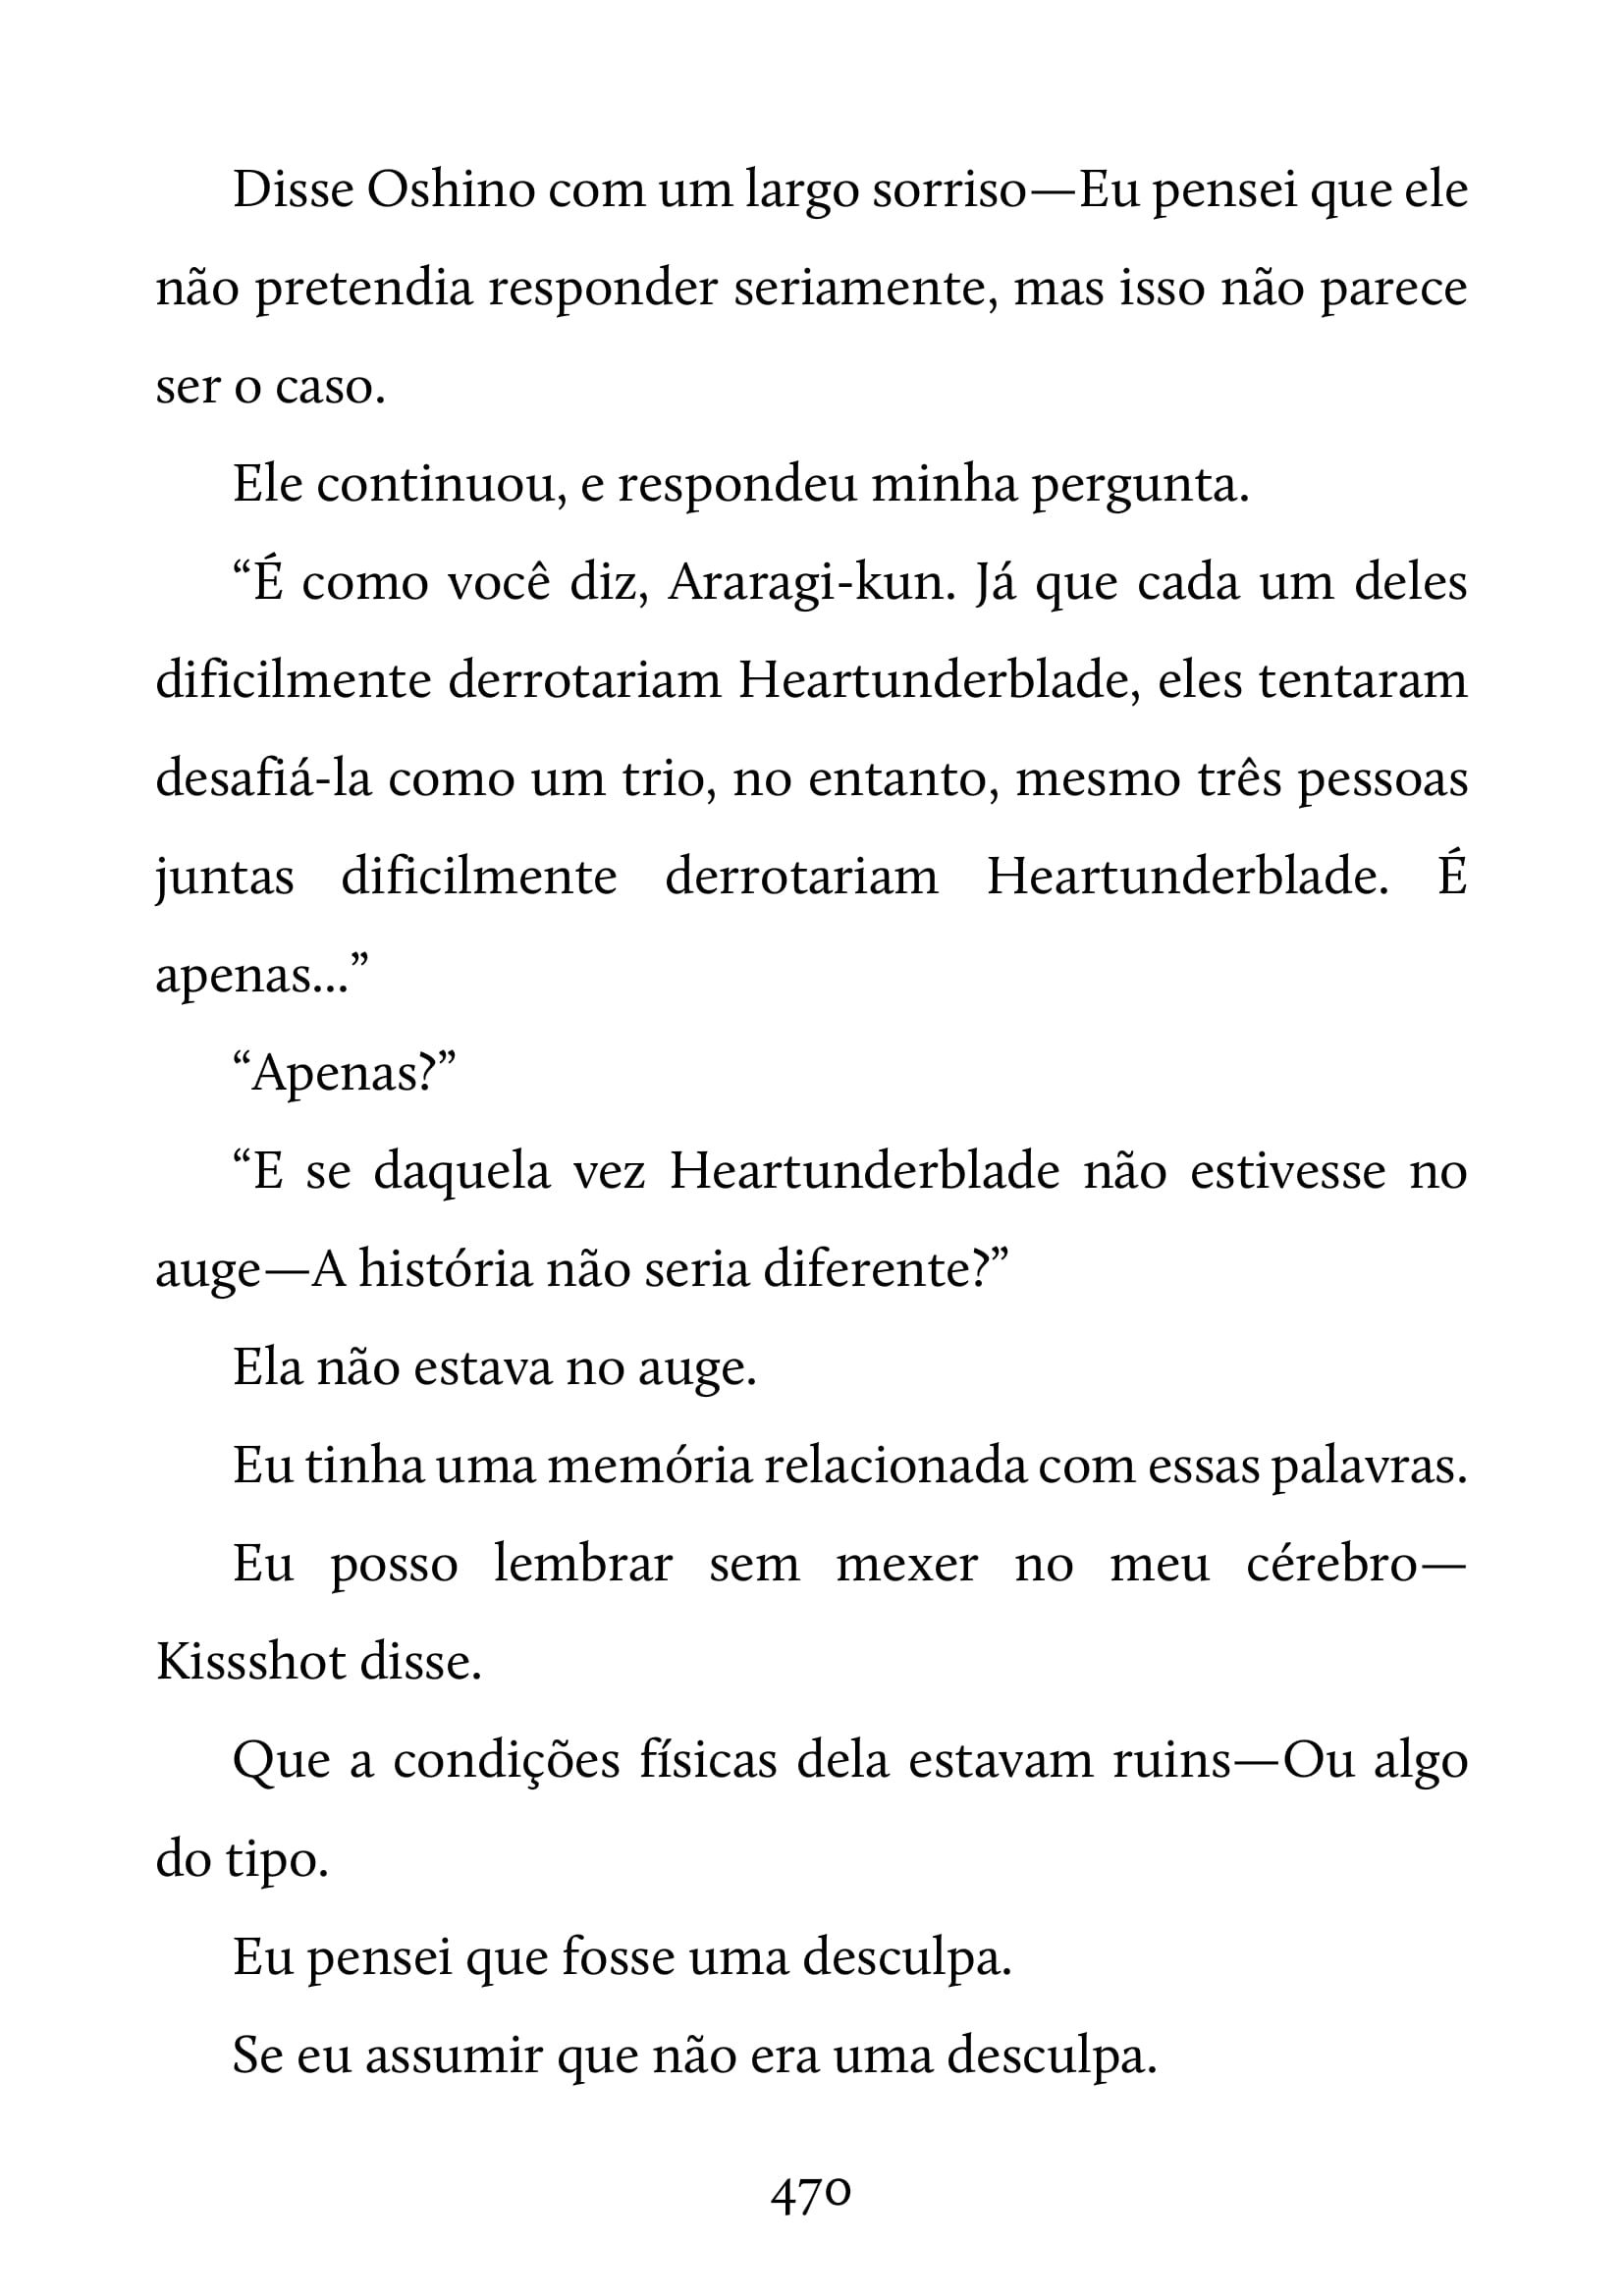 Disse Oshino com um largo sorriso—Eu pensei que ele
não pretendia responder seriamente, mas isso não parece
ser o caso.
Ele continuou, e respondeu minha pergunta.
“É como você diz, Araragi-kun. Já que cada um deles
dificilmente derrotariam Heartunderblade, eles tentaram
desafiá-la como um trio, no entanto, mesmo três pessoas
juntas dificilmente derrotariam Heartunderblade. É
apenas...”
“Apenas?”
“E se daquela vez Heartunderblade não estivesse no
auge—A história não seria diferente?”
Ela não estava no auge.
Eu tinha uma memória relacionada com essas palavras.
Eu posso lembrar sem mexer no meu cérebro—
Kissshot disse.
Que a condições físicas dela estavam ruins—Ou algo
do tipo.
Eu pensei que fosse uma desculpa.
Se eu assumir que não era uma desculpa.
470